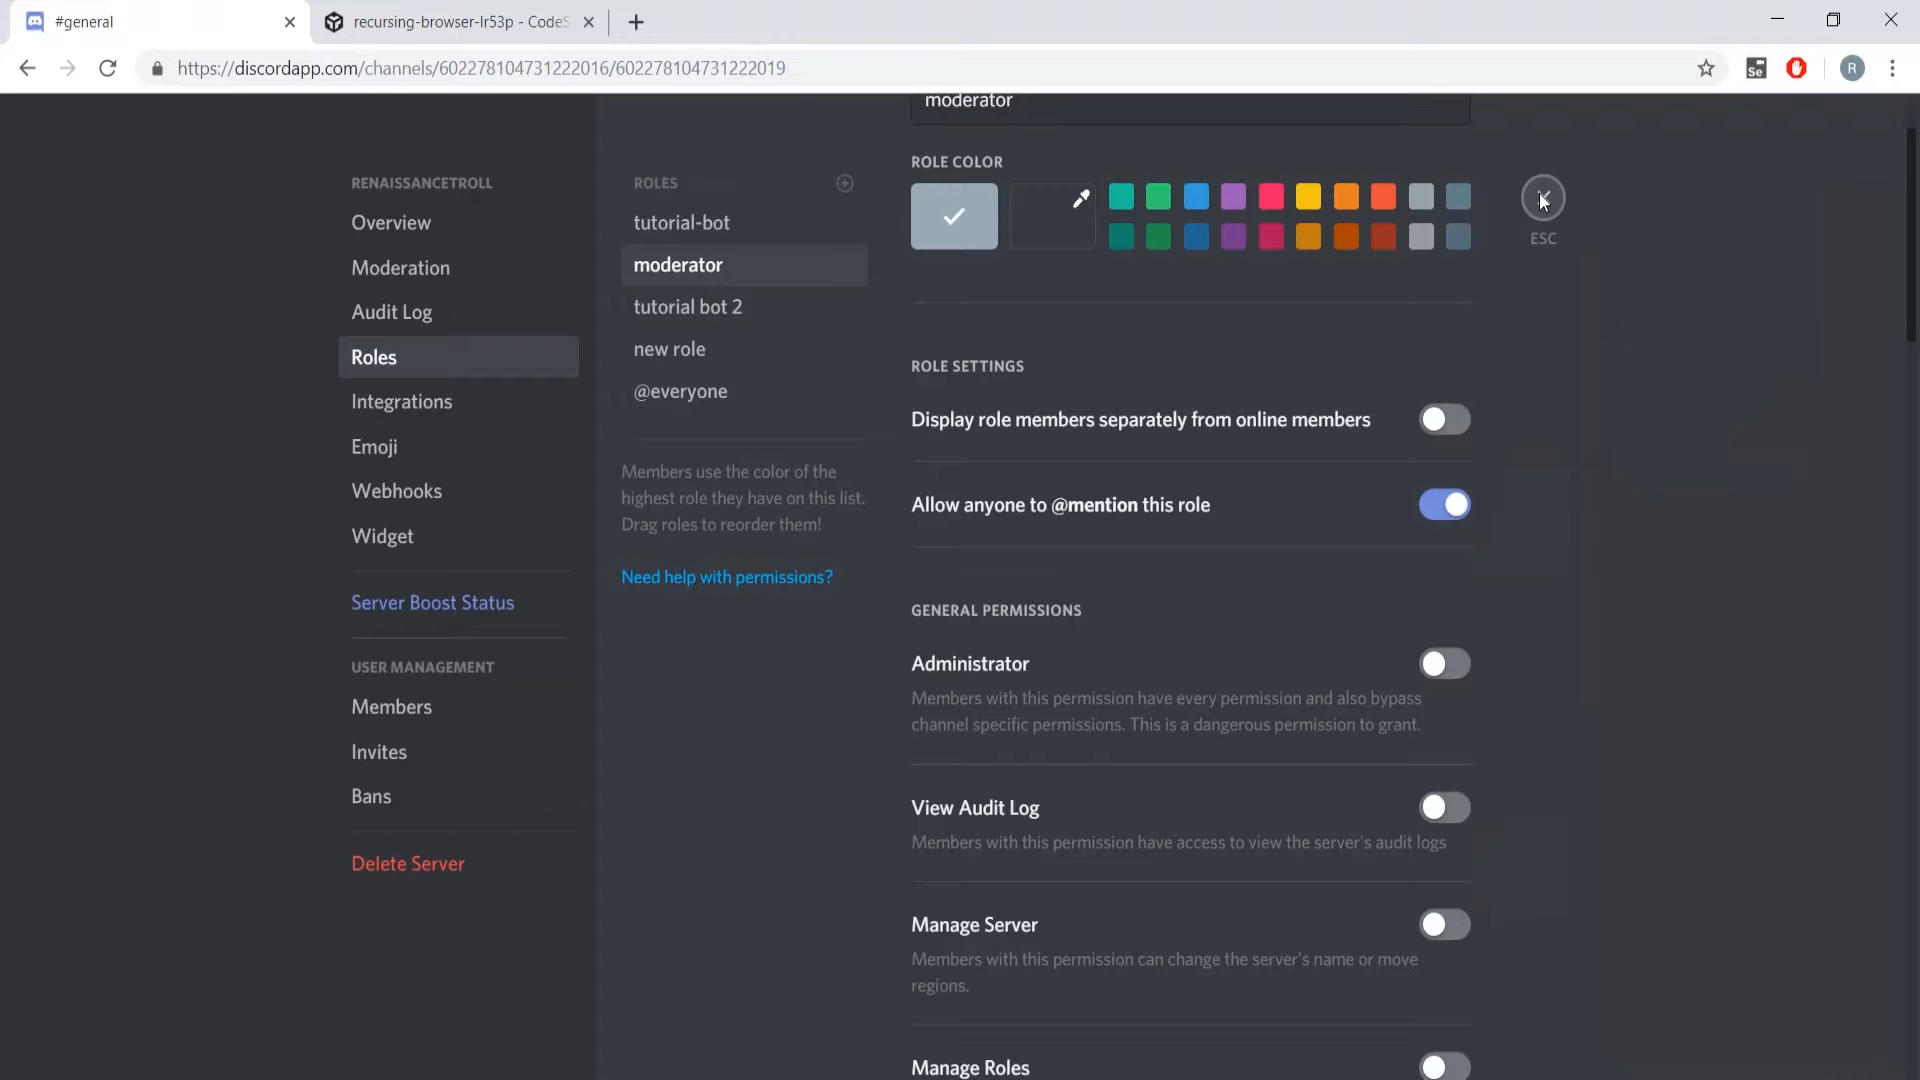 #general
recursing-browser-lr53p - CodeS
https://discordapp.com/channels/602278104731222016/602278104731222019
Se
R
RENAISSANCETROLL
Overview
Moderation
Audit Log
Roles
Integrations
Emoji
Webhooks
Widget
Server Boost Status
USER MANAGEMENT
Members
Invites
Bans
Delete Server
ROLES
tutorial-bot
moderator
tutorial bot 2
new role
@everyone
Members use the color of the
highest role they have on this list.
Drag roles to reorder them!
Need help with permissions?
moderator
ROLE COLOR
ESC
ROLE SETTINGS
Display role members separately from online members
Allow anyone to @mention this role
GENERAL PERMISSIONS
Administrator
Members with this permission have every permission and also bypass
channel specific permissions. This is a dangerous permission to grant.
View Audit Log
Members with this permission have access to view the server's audit logs
Manage Server
Members with this permission can change the server's name or move
regions.
Manage Roles